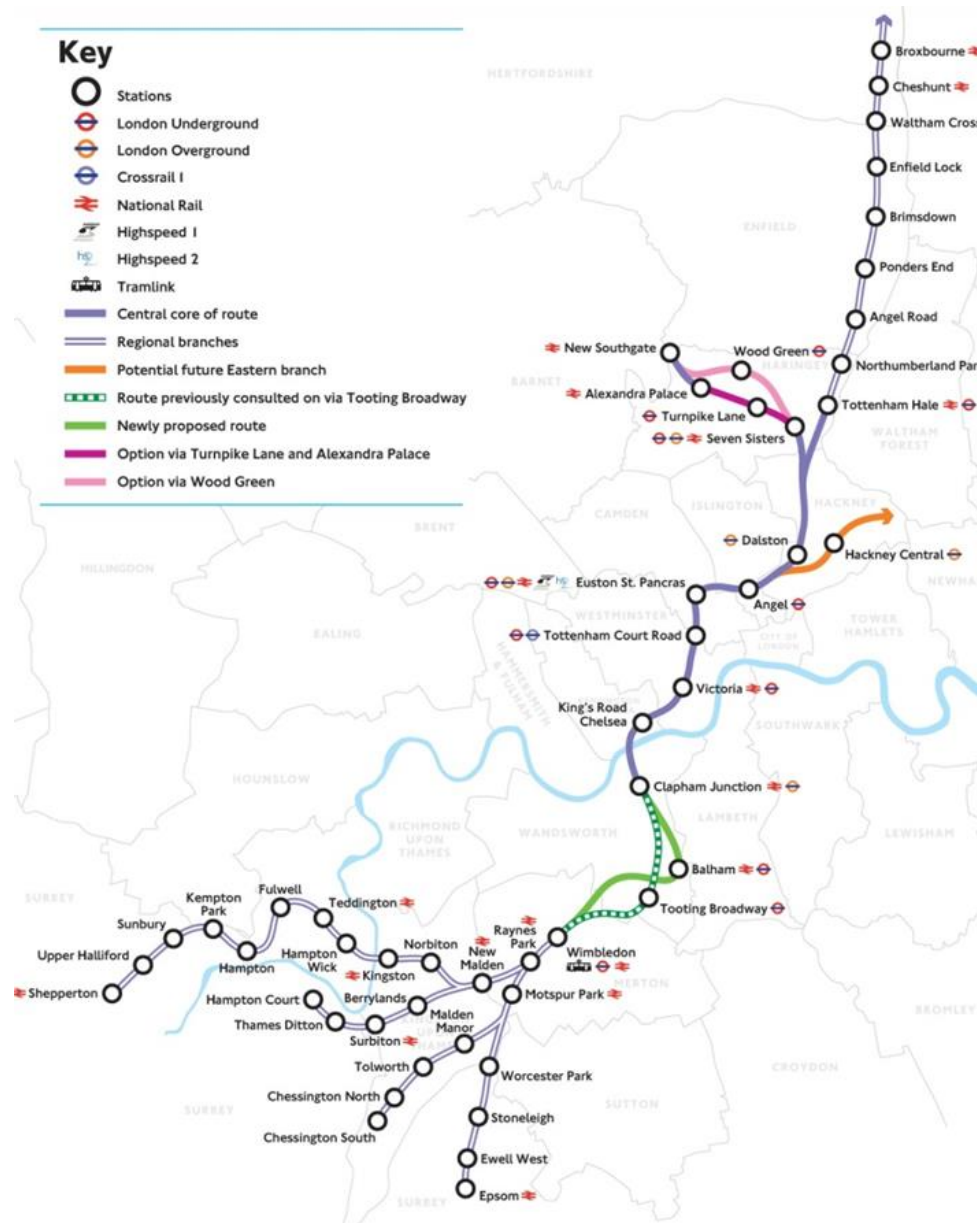 Key
Stations
London Underground
London Overground
Crossrail 1
National Rail
Highspeed 1
hs2
Highspeed 2
Tramlink
Central core of route
Regional branches
Potential future Eastern branch
Route previously consulted on via Tooting Broadway
Newly proposed route
Option via Turnpike Lane and Alexandra Palace
Option via Wood Green
Broxbourne
HERTFORDSHIRE
Cheshunt
Waltham Cros
Enfield Lock
Brimsdown
ENFIELD
Ponders End
Angel Road
New Southgate
Wood Green
HARINGEY
Northumberland Par
BARNET
Alexandra Palace
Turnpike Lane
Tottenham Hale
Seven Sisters
WALTHAM
FOREST
ISLINGTON
HACKNEY
CAMDEN
BRENT
Dalston
Hackney Central
HILLINGDON
hs2
Euston St. Pancras
NEWHA
Angel
WESTMINSTER
TOWER
HAMLETS
EALING
Tottenham Court Road
CITY OF
LONDON
HAMMERSMITH
& FULHAM
Victoria
King's Road
Chelsea
SOUTHWARK
HOUNSLOW
Clapham Junction
LAMBETH
RICHMOND
UPON
THAMES
WANDSWORTH
LEWISHAM
Balham
SURREY
Fulwell
Teddington
Kempton
Park
Tooting Broadway
Sunbury
Raynes
Park
Upper Halliford
Hampton
Hampton
Wick
Norbiton
New
Malden
Wimbledon
Kingston
MERTON
Shepperton
Hampton Court
Berrylands
Motspur Park
BROMLEY
Thames Ditton
Malden
Manor
Surbiton
Tolworth
CROYDON
Worcester Park
Chessington North
SURREY
SUTTON
Stoneleigh
Chessington South
Ewell West
Epsom
SURREY